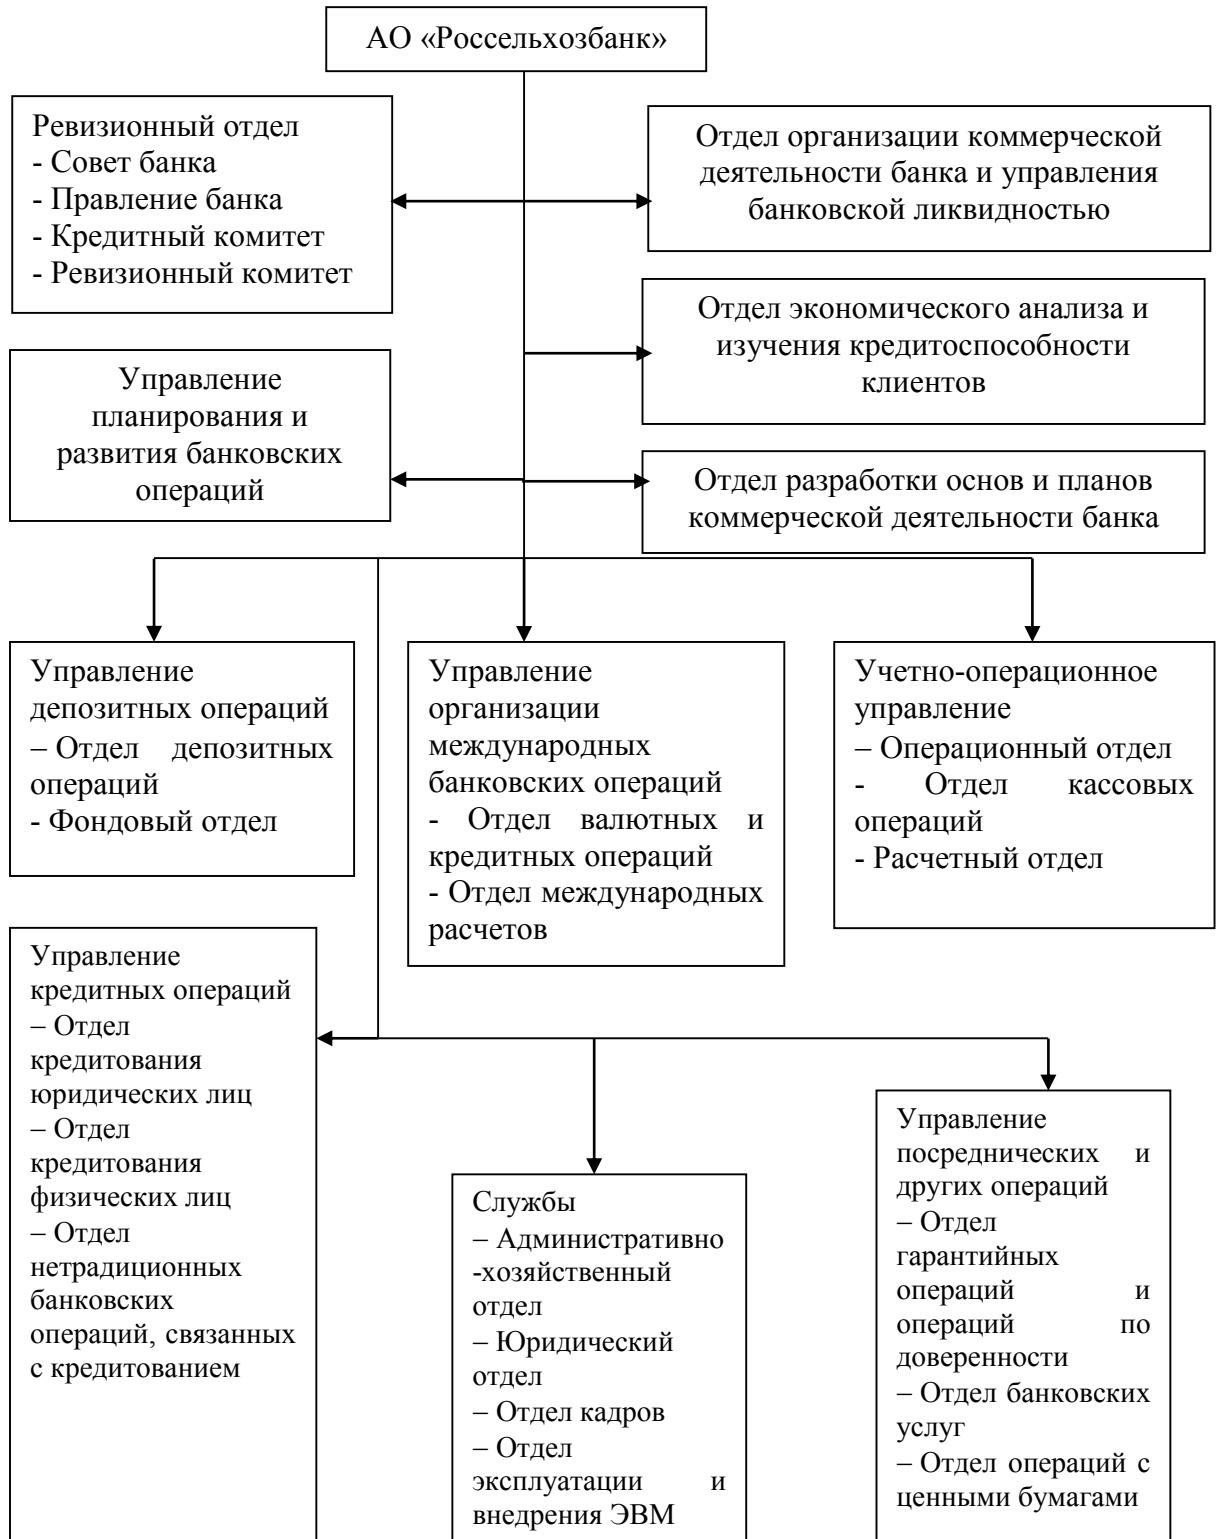 АО «Россельхозбанк»
Ревизионный отдел
- Совет банка
- Правление банка
- Кредитный комитет
- Ревизионный комитет
Отдел организации коммерческой
деятельности банка и управления
банковской ликвидностью
Отдел экономического анализа и
изучения кредитоспособности
клиентов
Управление
планирования и
развития банковских
операций
Отдел разработки основ и планов
коммерческой деятельности банка
Управление
депозитных операций
– Отдел депозитных
операций
- Фондовый отдел
Управление
организации
международных
банковских операций
- Отдел валютных и
кредитных операций
- Отдел международных
расчетов
Учетно-операционное
управление
– Операционный отдел
- Отдел кассовых
операций
- Расчетный отдел
Управление
кредитных операций
– Отдел
кредитования
юридических лиц
– Отдел
кредитования
физических лиц
– Отдел
нетрадиционных
банковских
операций, связанных
с кредитованием
Службы
– Административно
-хозяйственный
отдел
– Юридический
отдел
– Отдел кадров
– Отдел
эксплуатации и
внедрения ЭВМ
Управление
посреднических и
других операций
– Отдел
гарантийных
операций и
операций по
доверенности
– Отдел банковских
услуг
– Отдел операций с
ценными бумагами